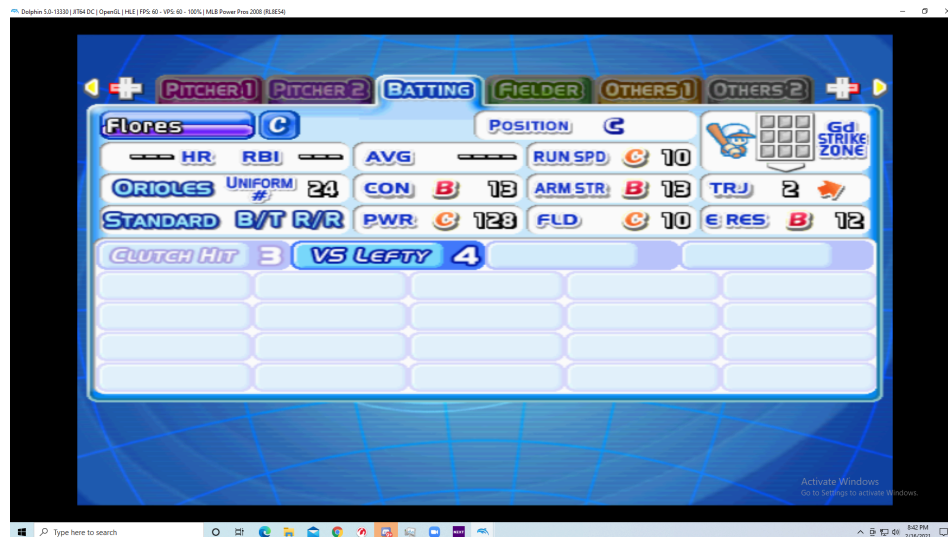 Dolphin 5.0-13330 | JIT64 DC | OpenGL | HLE | FPS: 60 - VPS: 60 - 100% | MLB Power Pros 2008 (RL8E54)
PITCHER 1 PITCHER 2 BATTING FIELDER OTHERS 1 OTHERS 2
Flores C POSITION C Gd STRIKE ZONE
--- HR RBI --- AVG ---- RUN SPD C 10
ORIOLES UNIFORM # 24 CON B 13 ARM STR B 13 TRJ 2
STANDARD B/T R/R PWR C 128 FLD C 10 E RES B 12
CLUTCH HIT 3 VS LEFTY 4
Activate Windows
Go to Settings to activate Windows.
Type here to search
NEXT
8:42 PM
2/16/2021